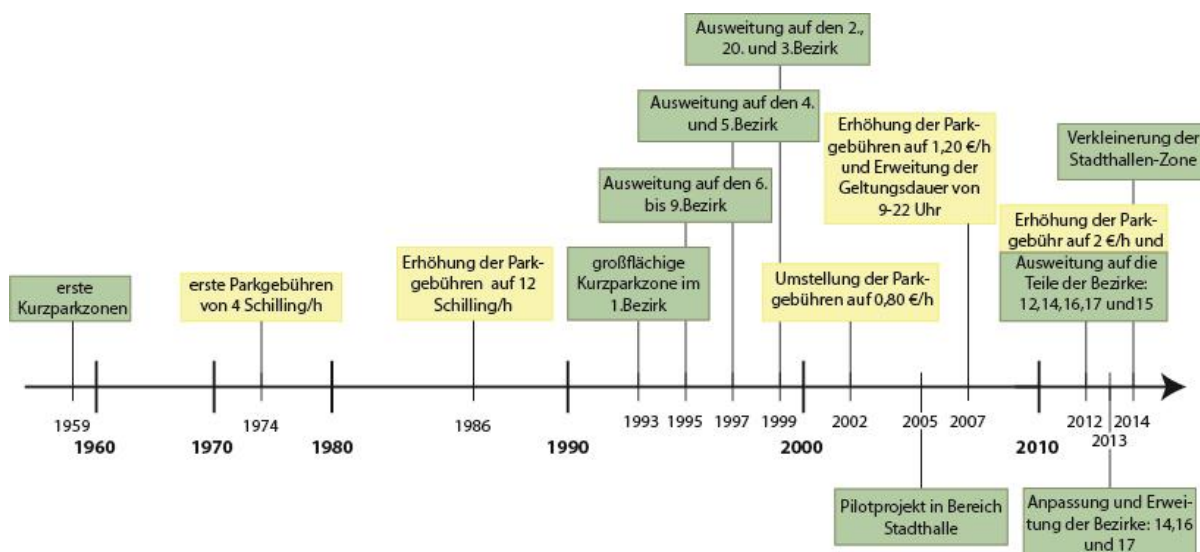 Ausweitung auf den 2.,
20. und 3.Bezirk
Ausweitung auf den 4.
und 5.Bezirk
Erhöhung der Park-
gebühren auf 1,20 €/h
und Erweitung der
Geltungsdauer von
9-22 Uhr
Verkleinerung der
Stadthallen-Zone
Ausweitung auf den 6.
bis 9.Bezirk
Erhöhung der Park-
gebühr auf 2 €/h und
Ausweitung auf die
Teile der Bezirke:
12,14,16,17 und15
erste
Kurzparkzonen
erste Parkgebühren
von 4 Schilling/h
Erhöhung der Park-
gebühren auf 12
Schilling/h
großflächige
Kurzparkzone im
1.Bezirk
Umstellung der Park-
gebühren auf 0,80 €/h
1959
1960
1970
1974
1980
1986
1990
1993
1995
1997
1999
2000
2002
2005
2007
2010
2012
2013
2014
Pilotprojekt in Bereich
Stadthalle
Anpassung und Erwei-
tung der Bezirke: 14,16
und 17